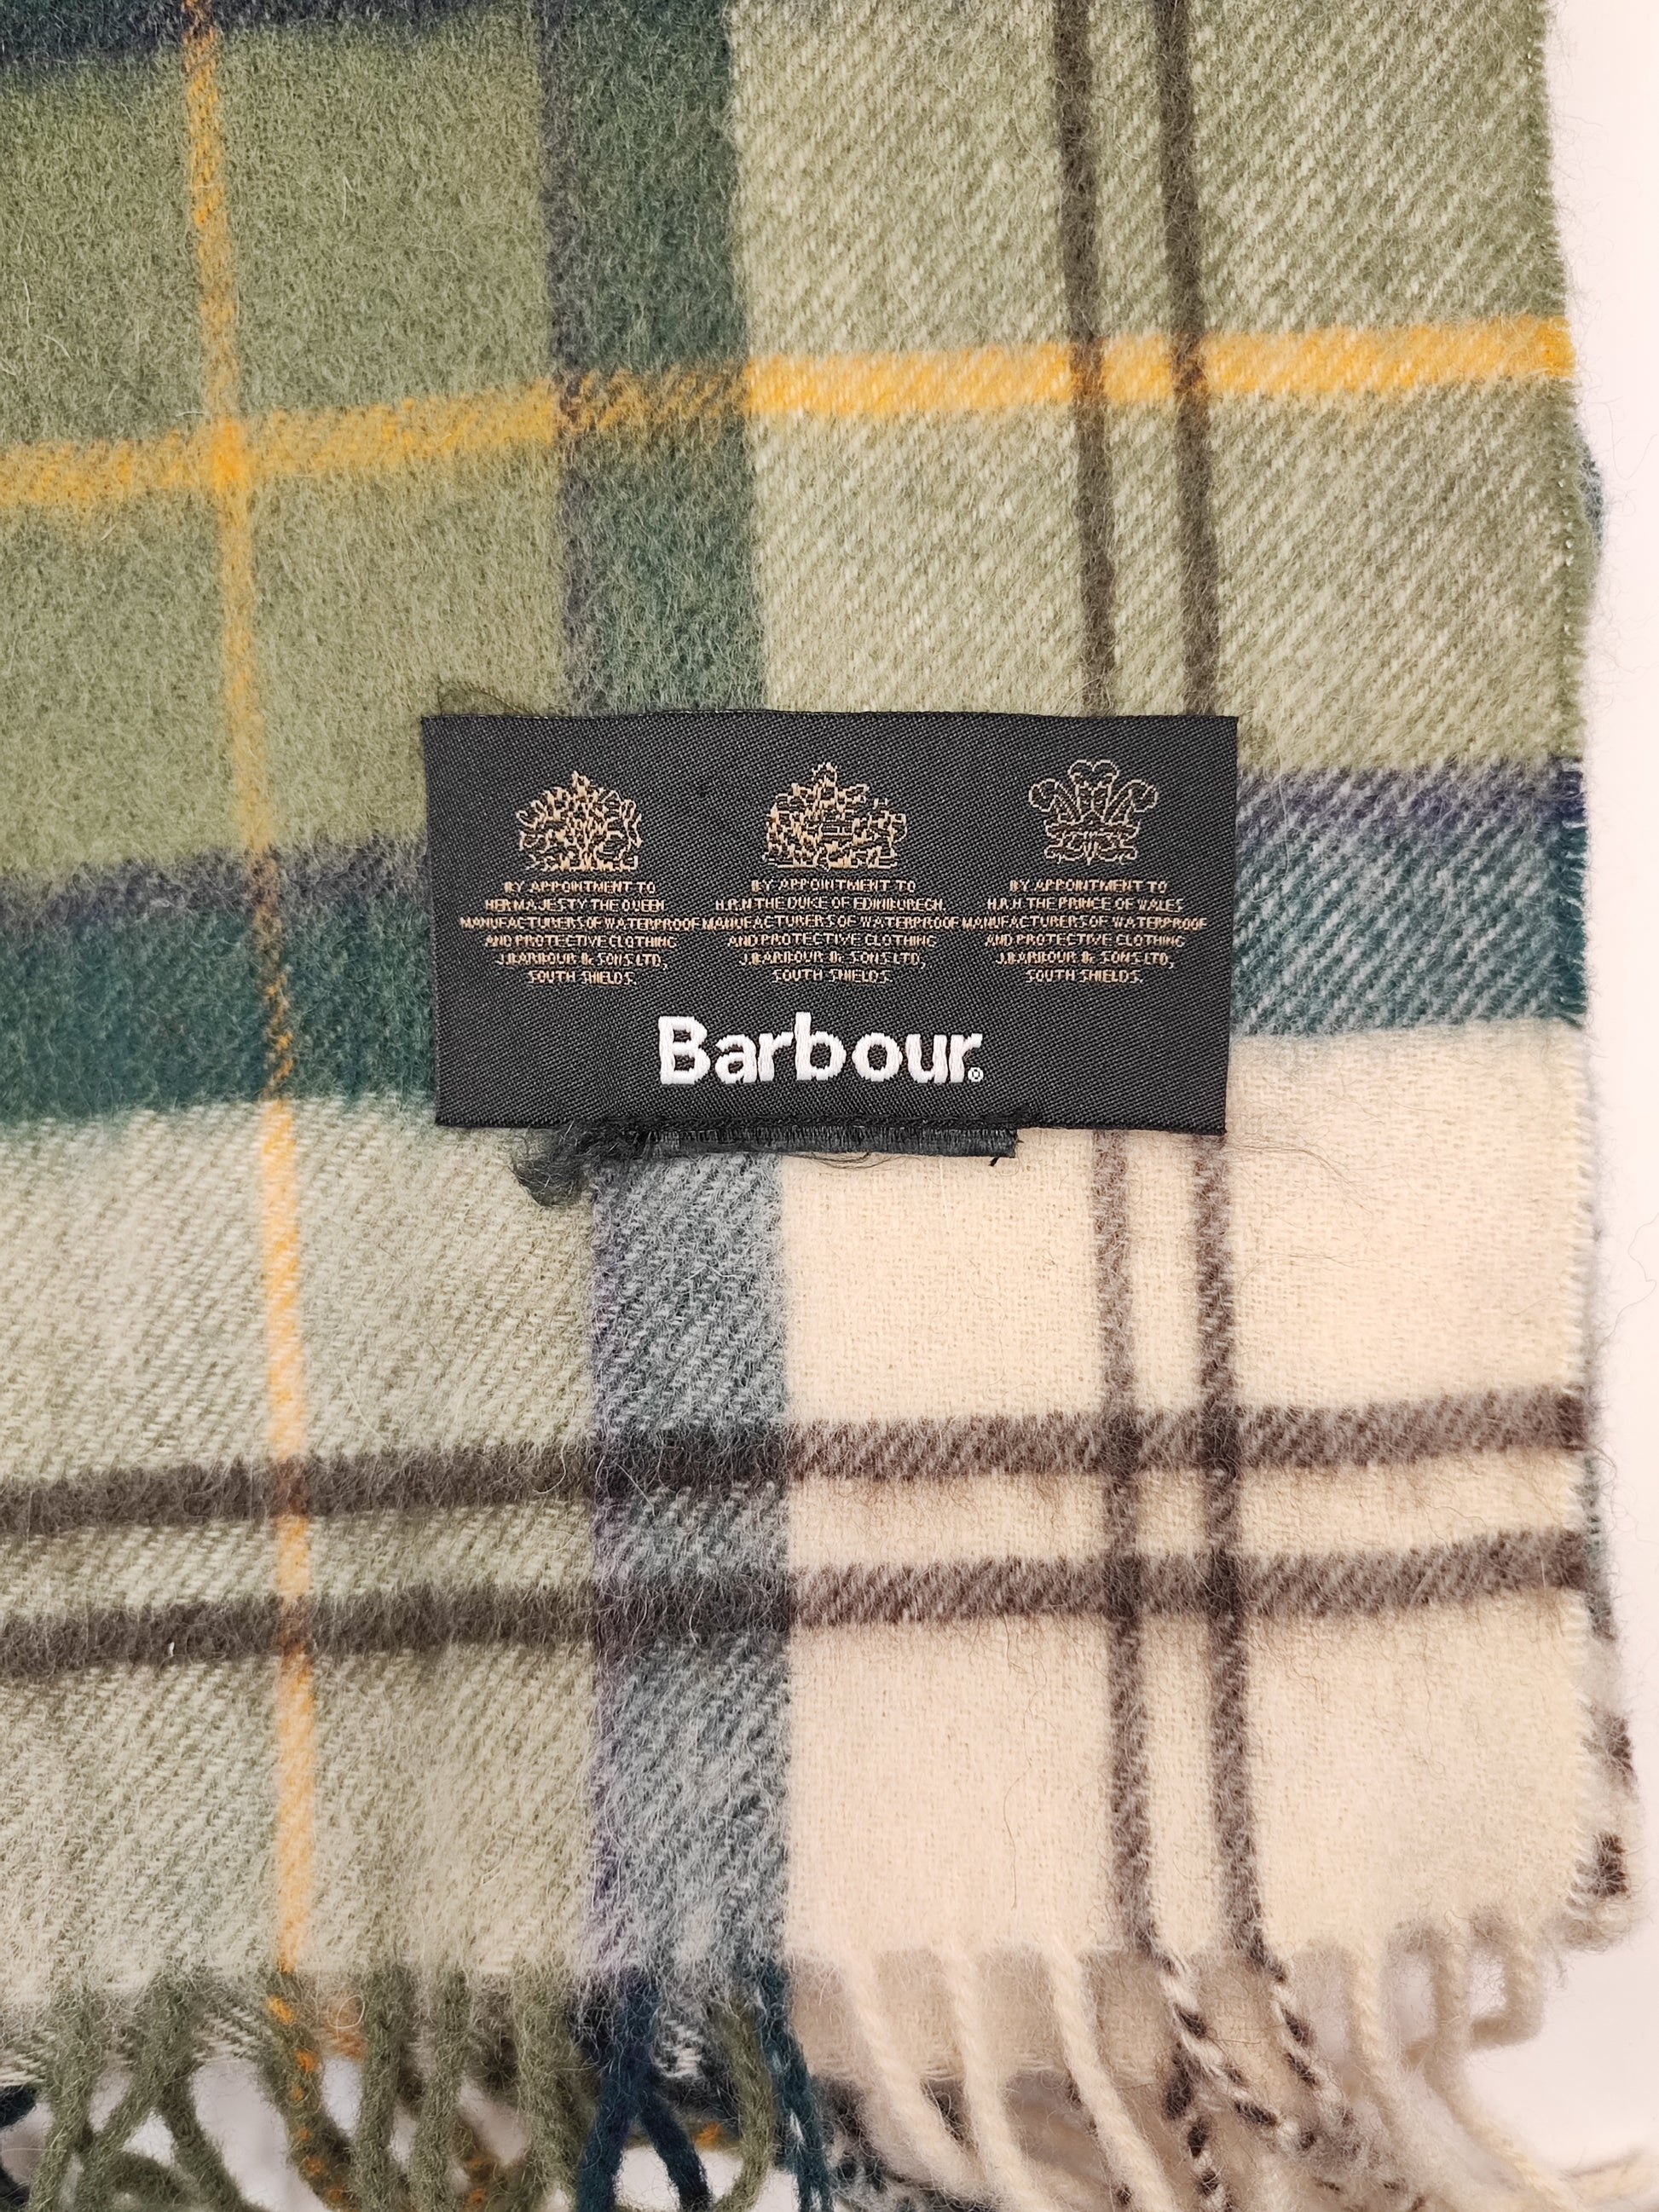 BY APPOINTMENT TO
HER MAJESTY THE QUEEN
MANUFACTURERS OF WATERPROOF
AND PROTECTIVE CLOTHING
J.BARBOUR & SONS LTD,
SOUTH SHIELDS.
BY APPOINTMENT TO
H.R.H THE DUKE OF EDINBURGH
MANUFACTURERS OF WATERPROOF
AND PROTECTIVE CLOTHING
J.BARBOUR & SONS LTD,
SOUTH SHIELDS.
BY APPOINTMENT TO
H.R.H THE PRINCE OF WALES
MANUFACTURERS OF WATERPROOF
AND PROTECTIVE CLOTHING
J.BARBOUR & SONS LTD,
SOUTH SHIELDS.
Barbour®